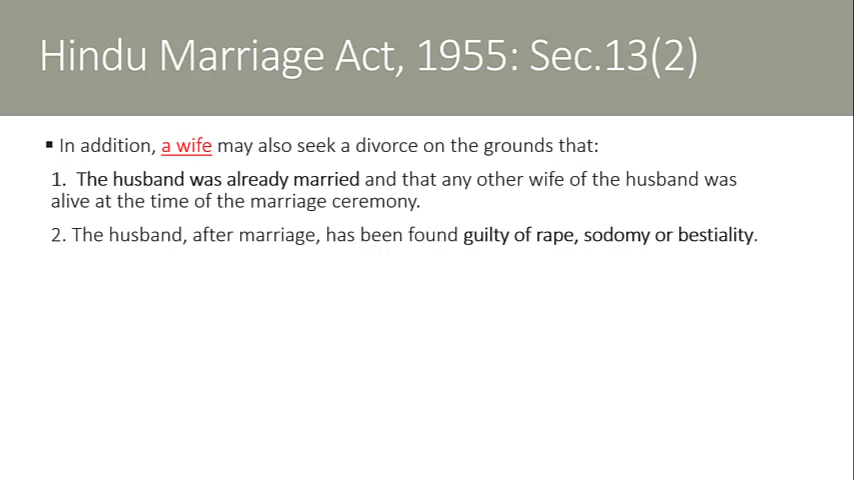 Hindu Marriage Act, 1955: Sec.13(2)
▪ In addition, a wife may also seek a divorce on the grounds that:
1. The husband was already married and that any other wife of the husband was
alive at the time of the marriage ceremony.
2. The husband, after marriage, has been found guilty of rape, sodomy or bestiality.